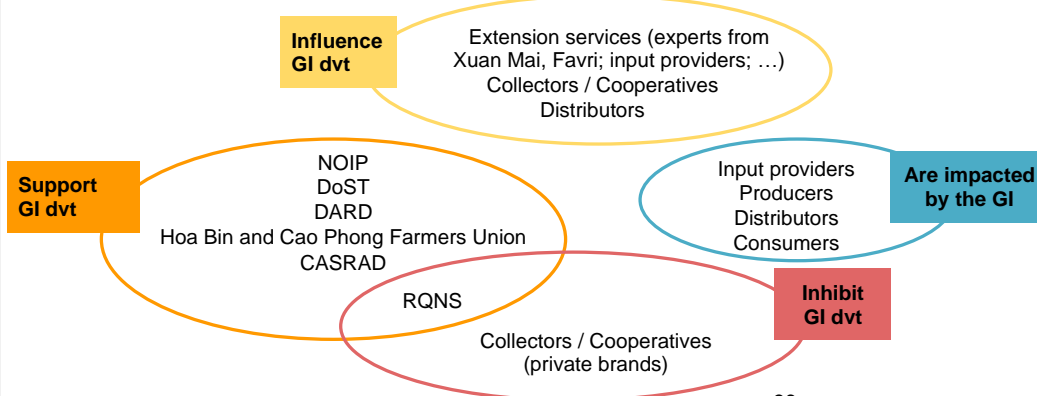 Influence
GI dvt
Extension services (experts from
Xuan Mai, Favri; input providers; …)
Collectors / Cooperatives
Distributors
Support
GI dvt
NOIP
DoST
DARD
Hoa Bin and Cao Phong Farmers Union
CASRAD
RQNS
Input providers
Producers
Distributors
Consumers
Are impacted
by the GI
Inhibit
GI dvt
Collectors / Cooperatives
(private brands)